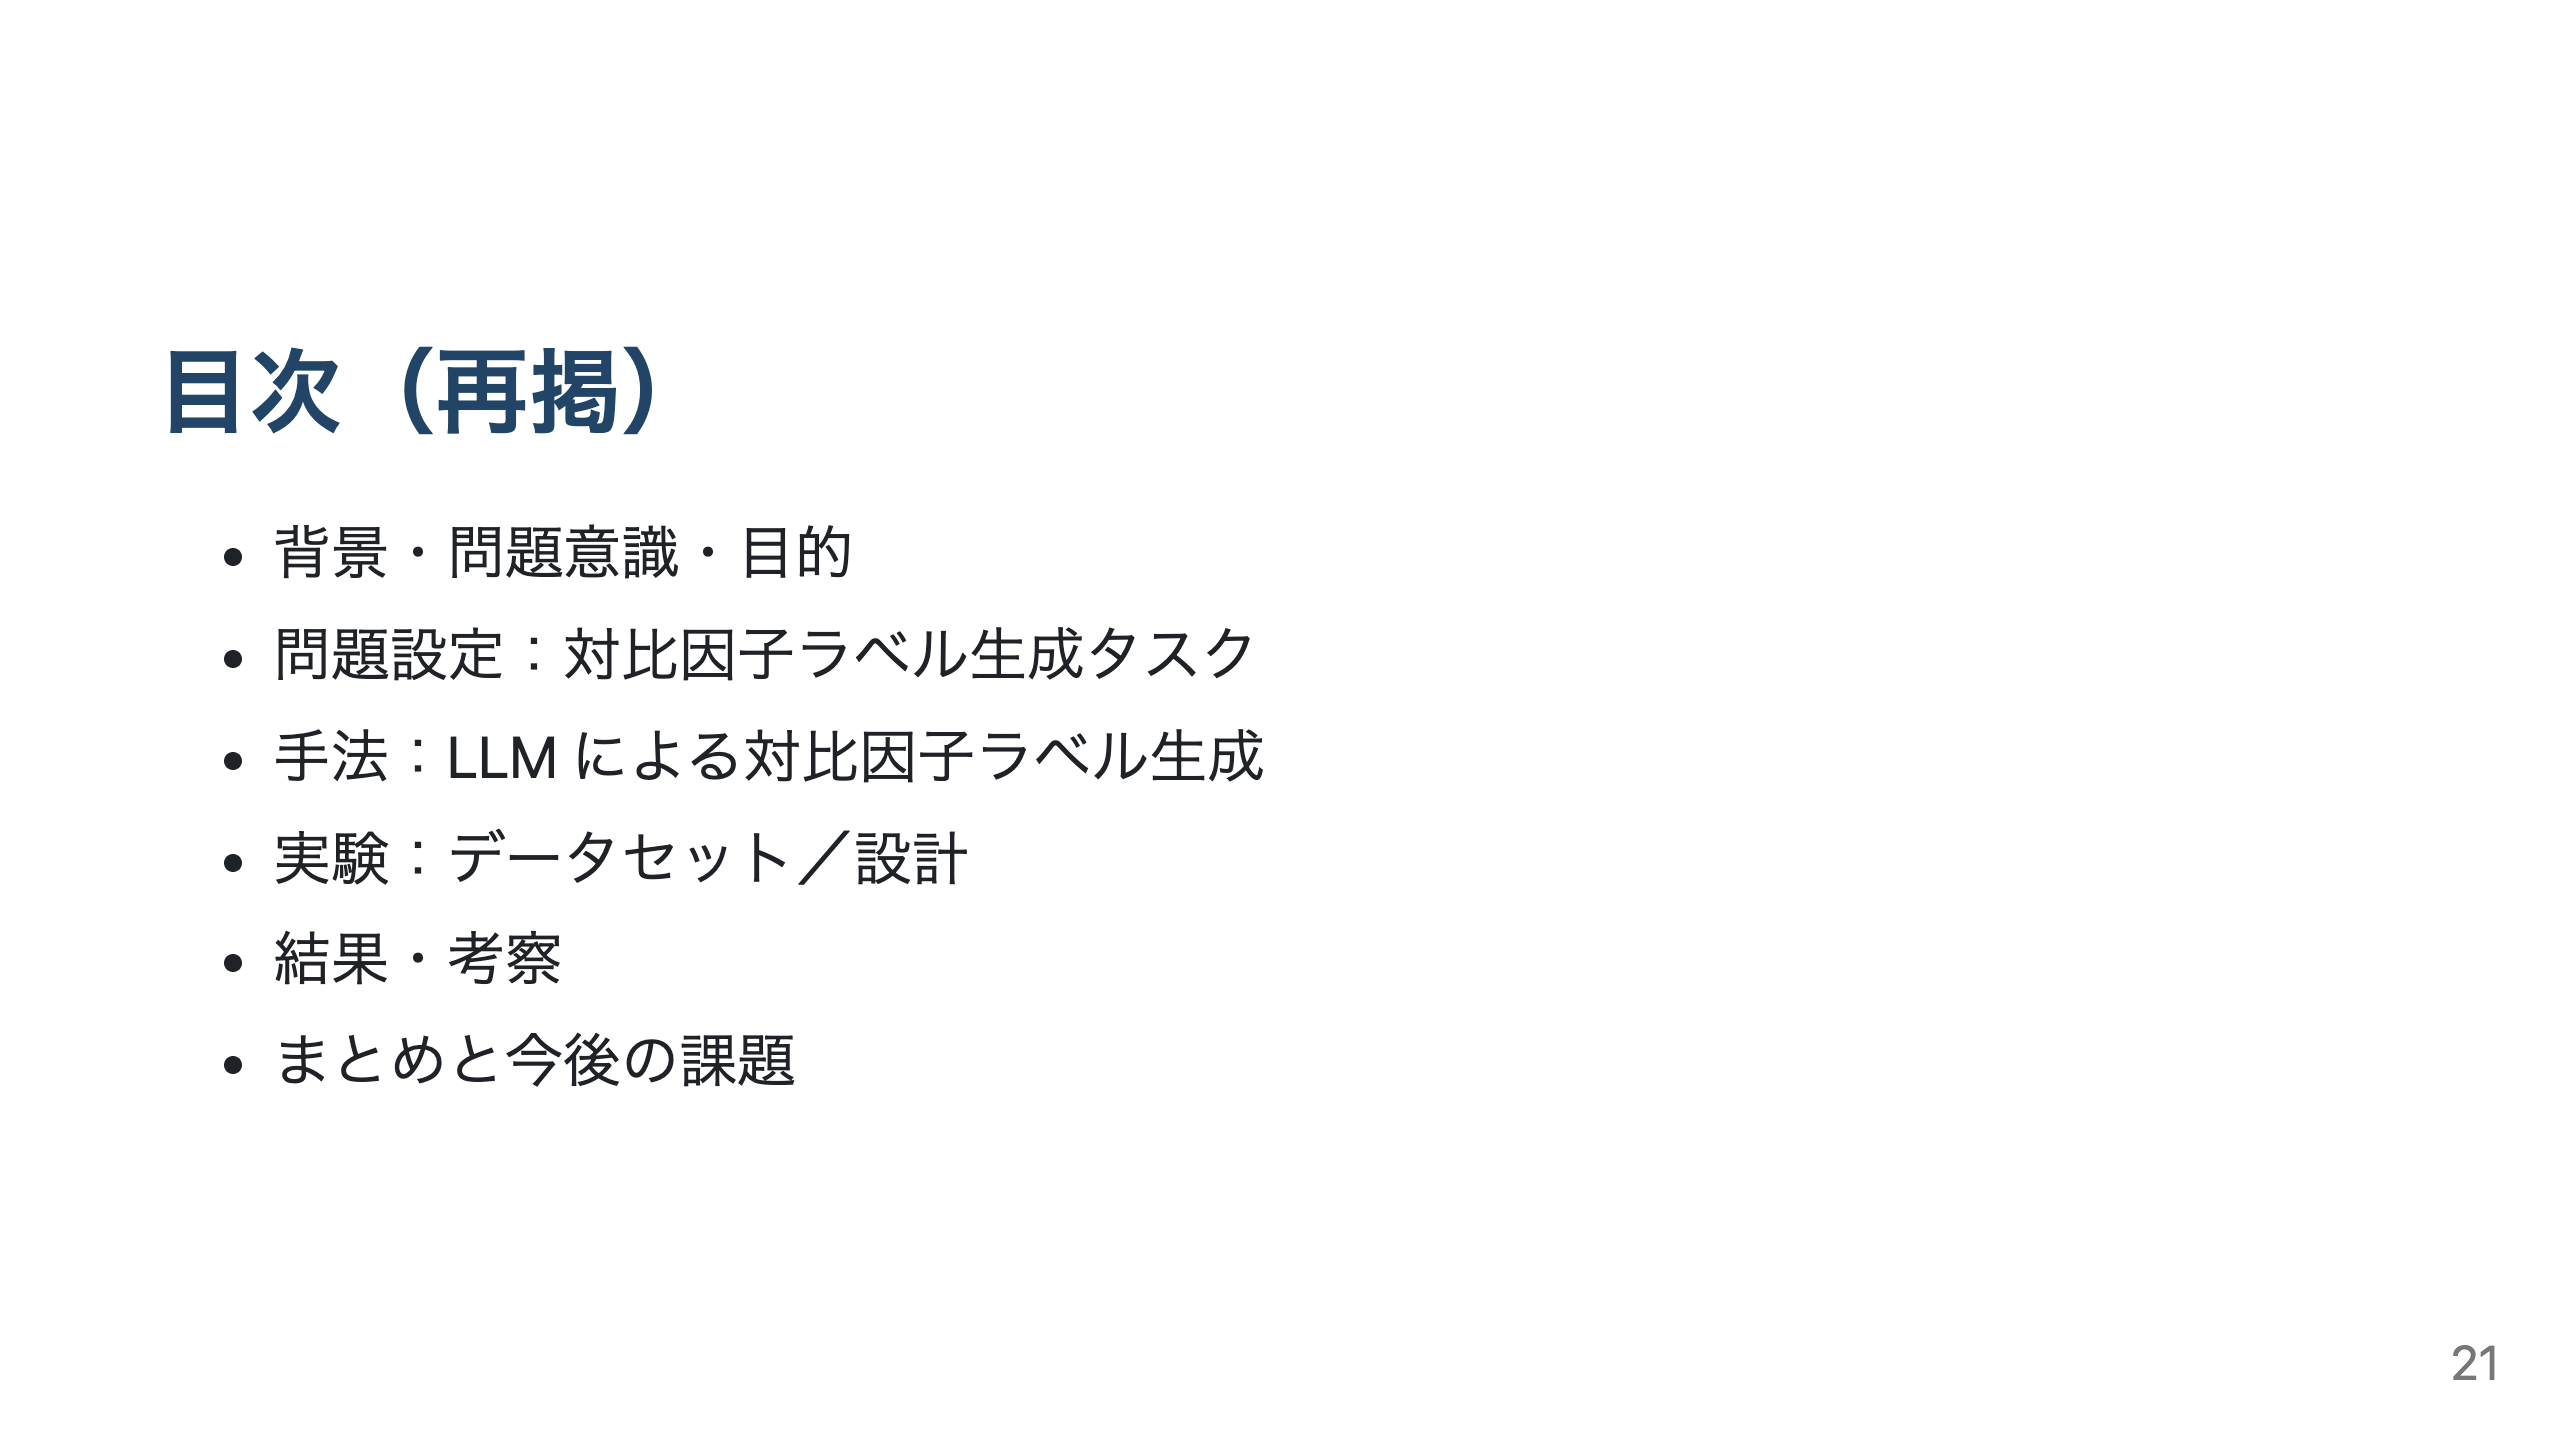 目次（再掲）
• 背景・問題意識・目的
• 問題設定：対比因子ラベル生成タスク
• 手法：LLM による対比因子ラベル生成
• 実験：データセット／設計
• 結果・考察
• まとめと今後の課題
21